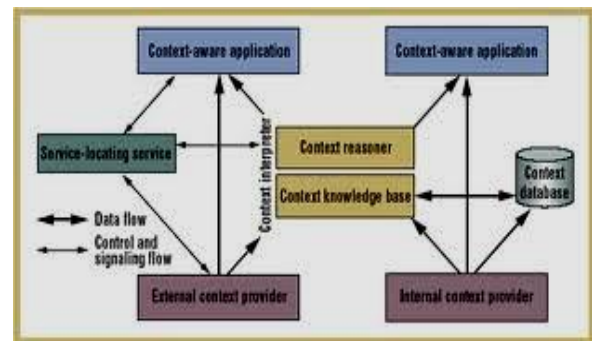 Context-aware application
Context-aware application
Service-locating service
Context interpreter
Context reasoner
Context knowledge base
Context
database
Data flow
Control and
signaling flow
External context provider
Internal context provider